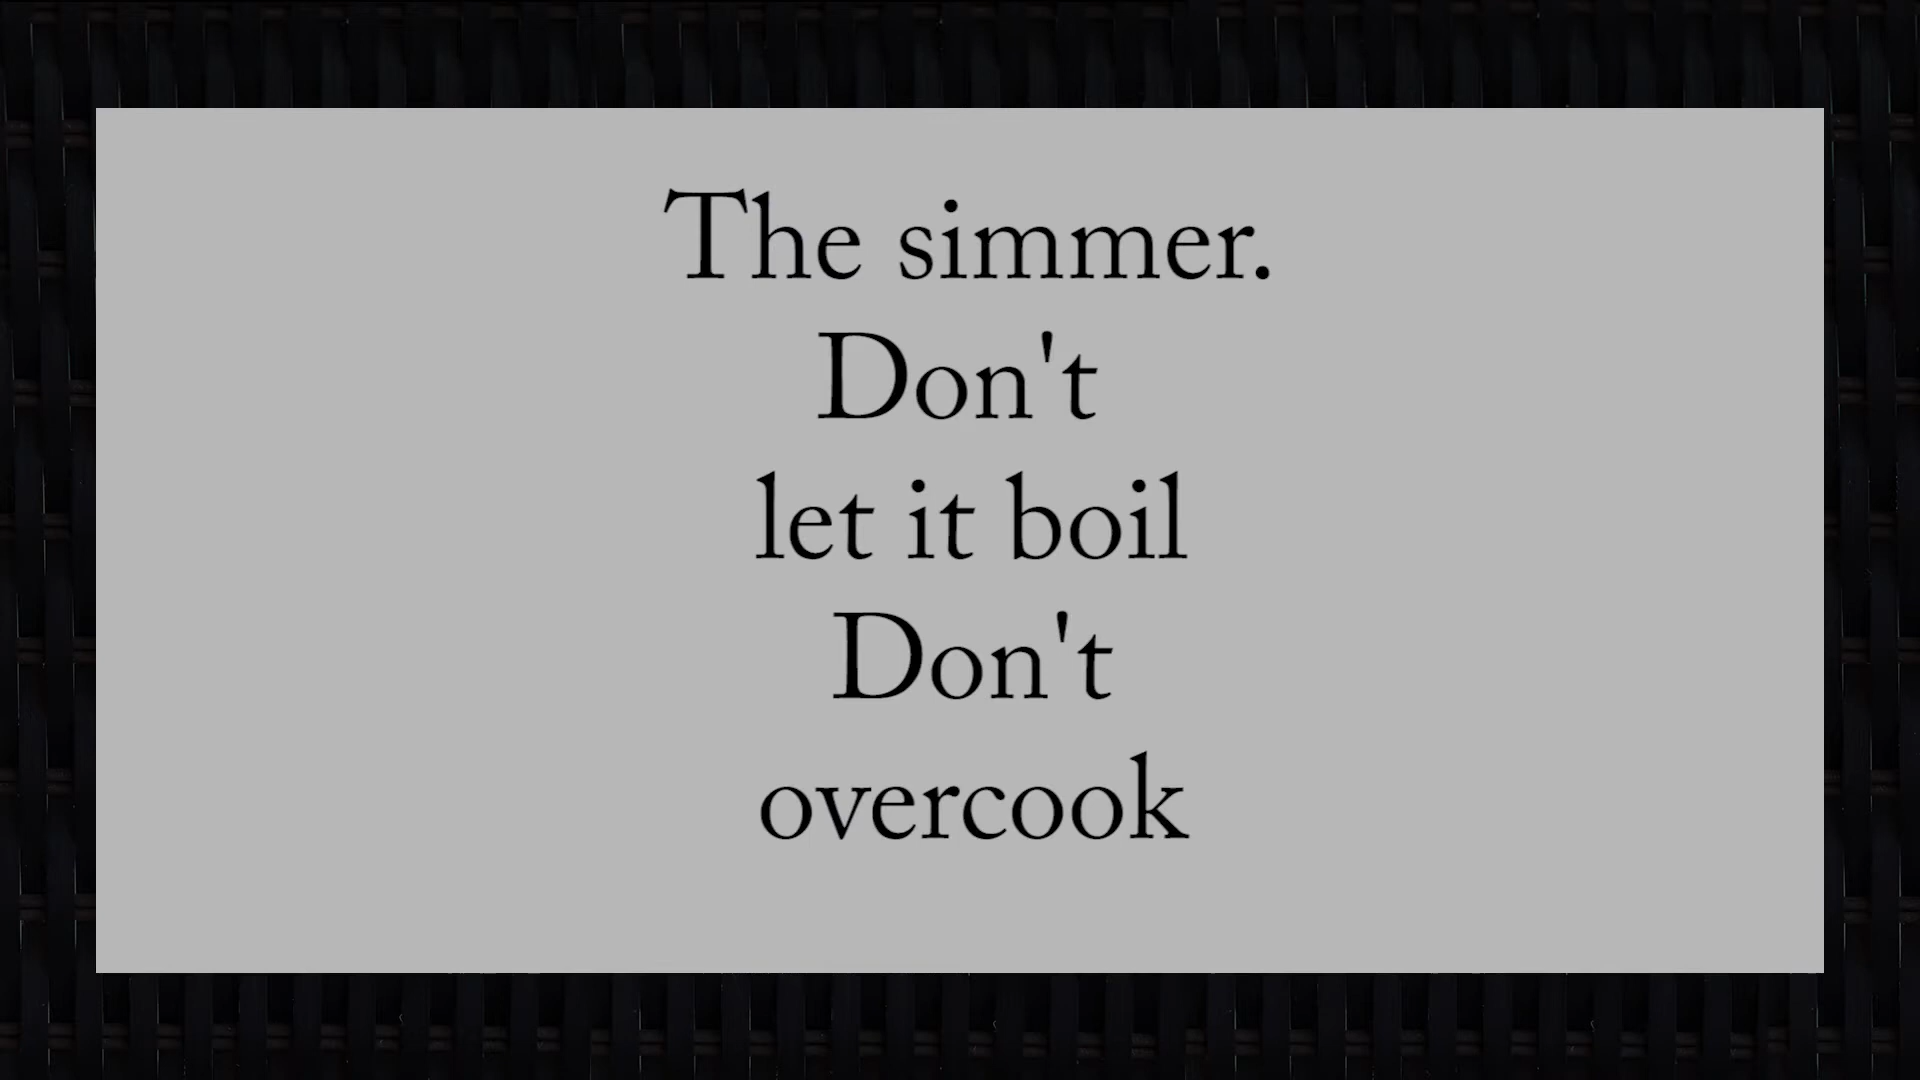 The simmer.
Don't
let it boil
Don't
overcook